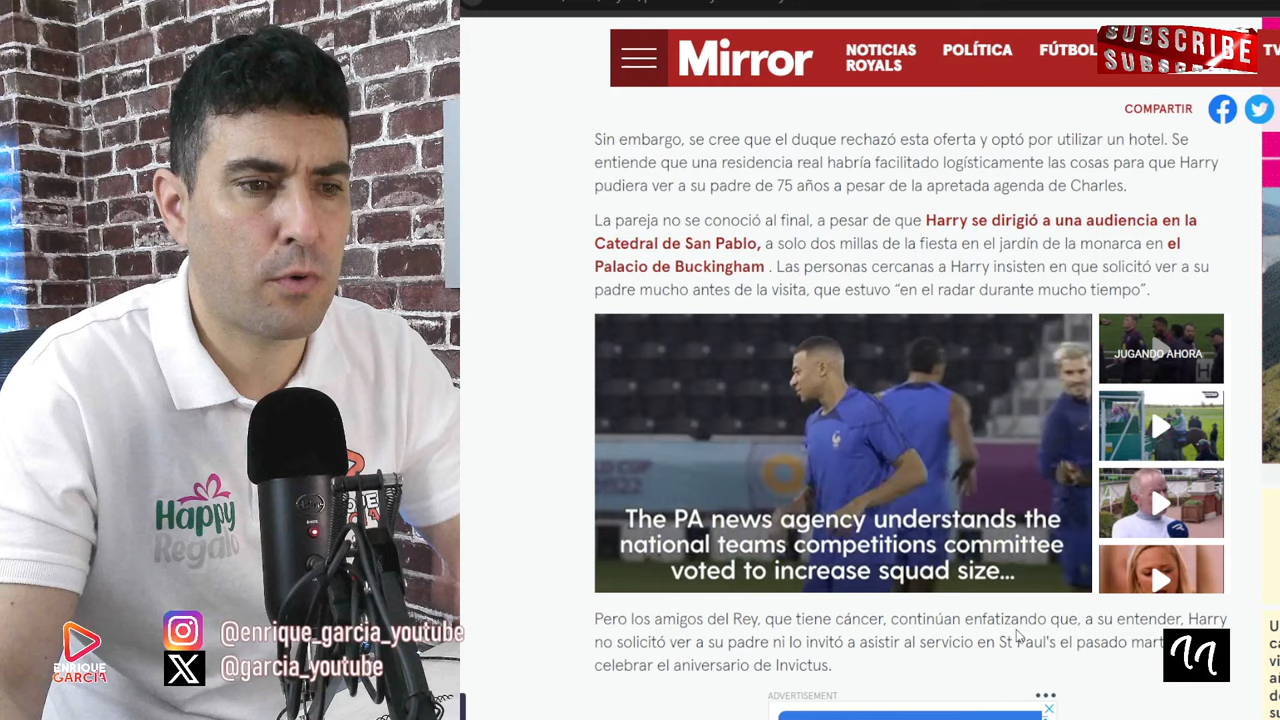 Mirror
NOTICIAS
ROYALS
POLÍTICA
FÚTBOL
SUBSCRIBE
TV
COMPARTIR
Sin embargo, se cree que el duque rechazó esta oferta y optó por utilizar un hotel. Se
entiende que una residencia real habría facilitado logísticamente las cosas para que Harry
pudiera ver a su padre de 75 años a pesar de la apretada agenda de Charles.
La pareja no se conoció al final, a pesar de que Harry se dirigió a una audiencia en la
Catedral de San Pablo, a solo dos millas de la fiesta en el jardín de la monarca en el
Palacio de Buckingham . Las personas cercanas a Harry insisten en que solicitó ver a su
padre mucho antes de la visita, que estuvo “en el radar durante mucho tiempo”.
JUGANDO AHORA
The PA news agency understands the
national teams competitions committee
voted to increase squad size...
Pero los amigos del Rey, que tiene cáncer, continúan enfatizando que, a su entender, Harry
no solicitó ver a su padre ni lo invitó a asistir al servicio en St Paul's el pasado mart
celebrar el aniversario de Invictus.
ADVERTISEMENT
Happy
Regalo
@enrique_garcia_youtube
@garcia_youtube
ENRIQUE
GARCIA